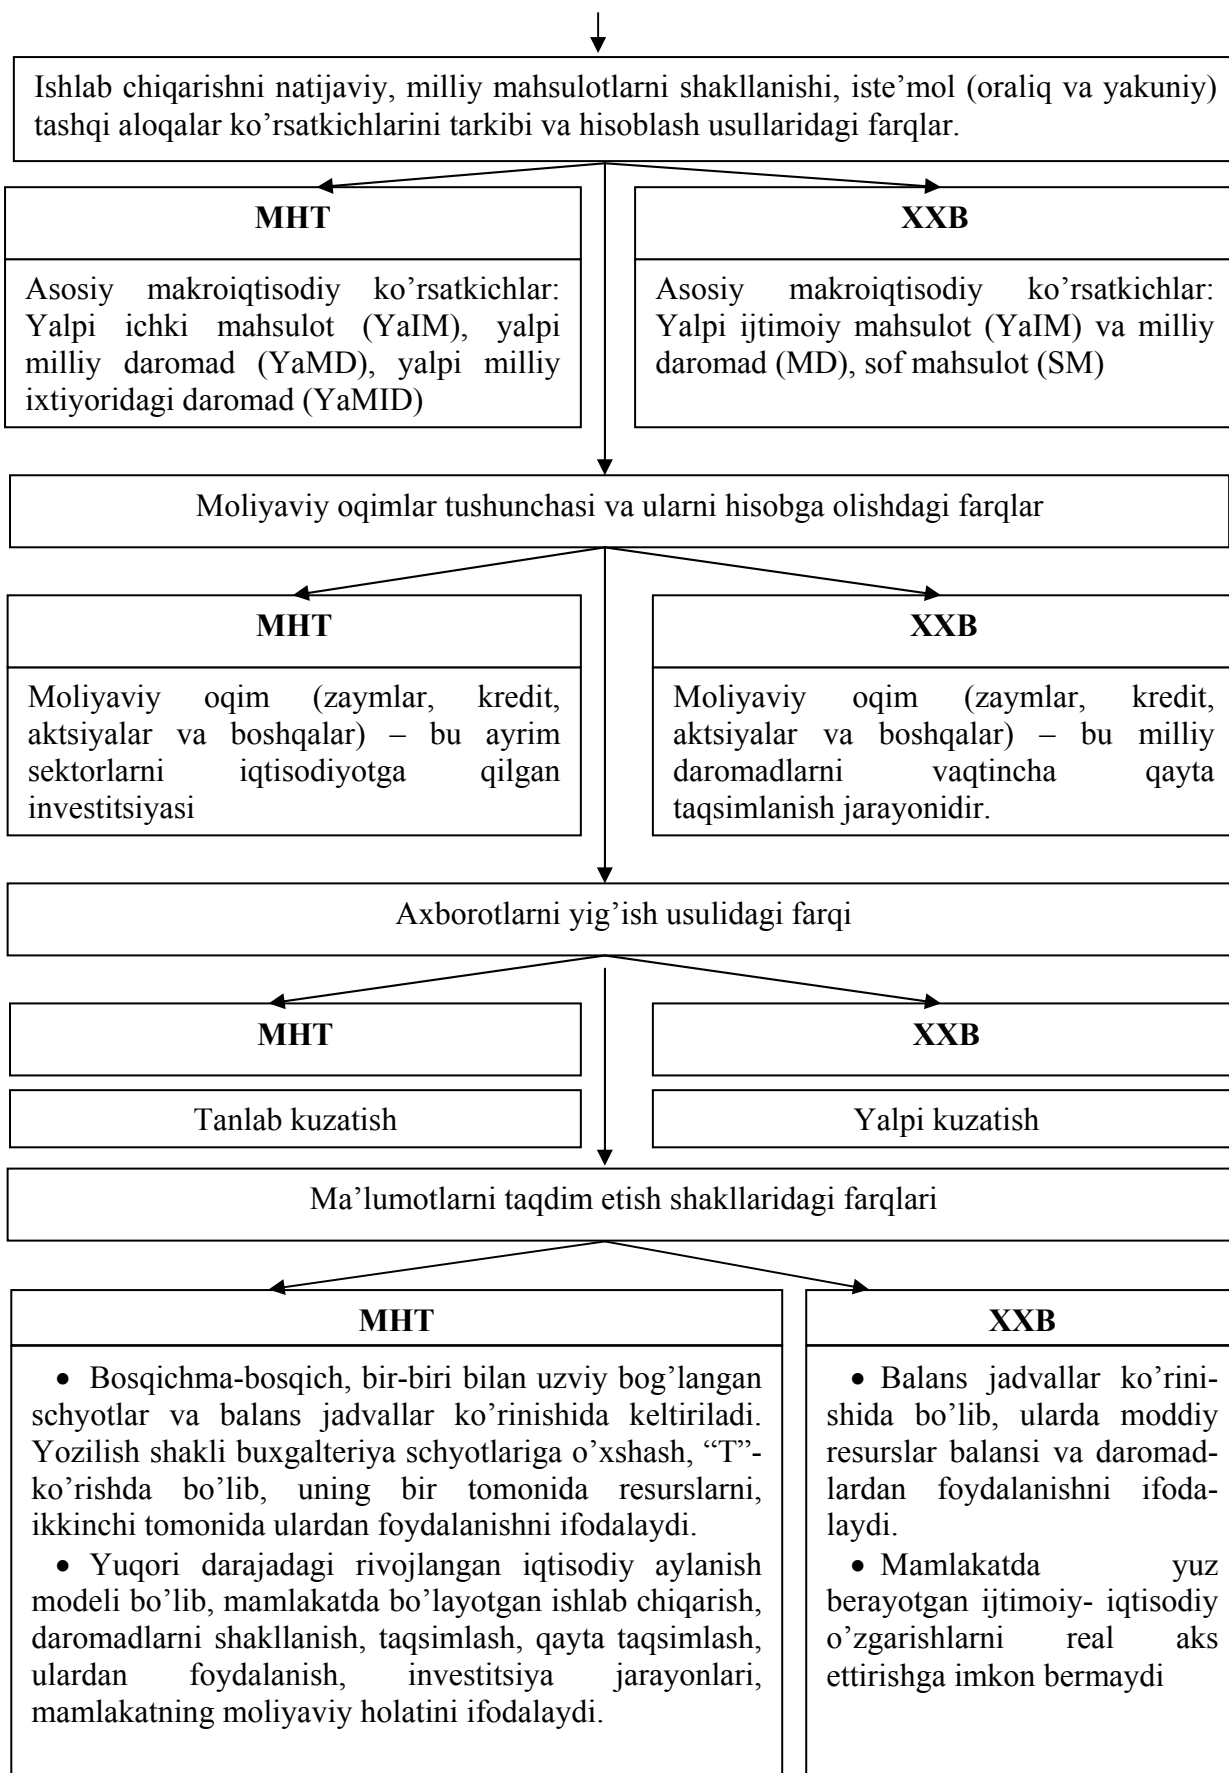 Ishlab chiqarishni natijaviy, milliy mahsulotlarni shakllanishi, iste’mol (oraliq va yakuniy)
tashqi aloqalar ko’rsatkichlarini tarkibi va hisoblash usullaridagi farqlar.
MHT
Asosiy makroiqtisodiy ko’rsatkichlar:
Yalpi ichki mahsulot (YaIM), yalpi
milliy daromad (YaMD), yalpi milliy
ixtiyoridagi daromad (YaMID)
XXB
Asosiy makroiqtisodiy ko’rsatkichlar:
Yalpi ijtimoiy mahsulot (YaIM) va milliy
daromad (MD), sof mahsulot (SM)
Moliyaviy oqimlar tushunchasi va ularni hisobga olishdagi farqlar
MHT
Moliyaviy oqim (zaymlar, kredit,
aktsiyalar va boshqalar) – bu ayrim
sektorlarni iqtisodiyotga qilgan
investitsiyasi
XXB
Moliyaviy oqim (zaymlar, kredit,
aktsiyalar va boshqalar) – bu milliy
daromadlarni vaqtincha qayta
taqsimlanish jarayonidir.
Axborotlarni yig’ish usulidagi farqi
MHT
Tanlab kuzatish
XXB
Yalpi kuzatish
Ma’lumotlarni taqdim etish shakllaridagi farqlari
MHT
• Bosqichma-bosqich, bir-biri bilan uzviy bog’langan
schyotlar va balans jadvallar ko’rinishida keltiriladi.
Yozilish shakli buxgalteriya schyotlariga o’xshash, “T”-
ko’rishda bo’lib, uning bir tomonida resurslarni,
ikkinchi tomonida ulardan foydalanishni ifodalaydi.
• Yuqori darajadagi rivojlangan iqtisodiy aylanish
modeli bo’lib, mamlakatda bo’layotgan ishlab chiqarish,
daromadlarni shakllanish, taqsimlash, qayta taqsimlash,
ulardan foydalanish, investitsiya jarayonlari,
mamlakatning moliyaviy holatini ifodalaydi.
XXB
• Balans jadvallar ko’rini-
shida bo’lib, ularda moddiy
resurslar balansi va daromad-
lardan foydalanishni ifoda-
laydi.
• Mamlakatda yuz
berayotgan ijtimoiy- iqtisodiy
o’zgarishlarni real aks
ettirishga imkon bermaydi